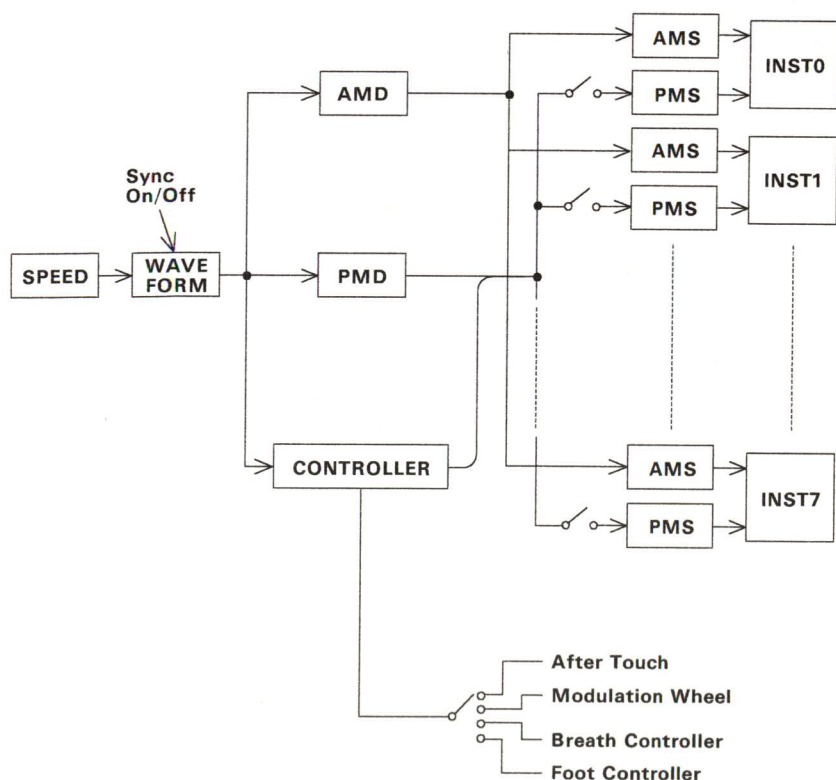 AMS
INST0
PMS
AMD
AMS
INST1
PMS
Sync
On/Off
SPEED
WAVE
FORM
PMD
CONTROLLER
AMS
INST7
PMS
After Touch
Modulation Wheel
Breath Controller
Foot Controller